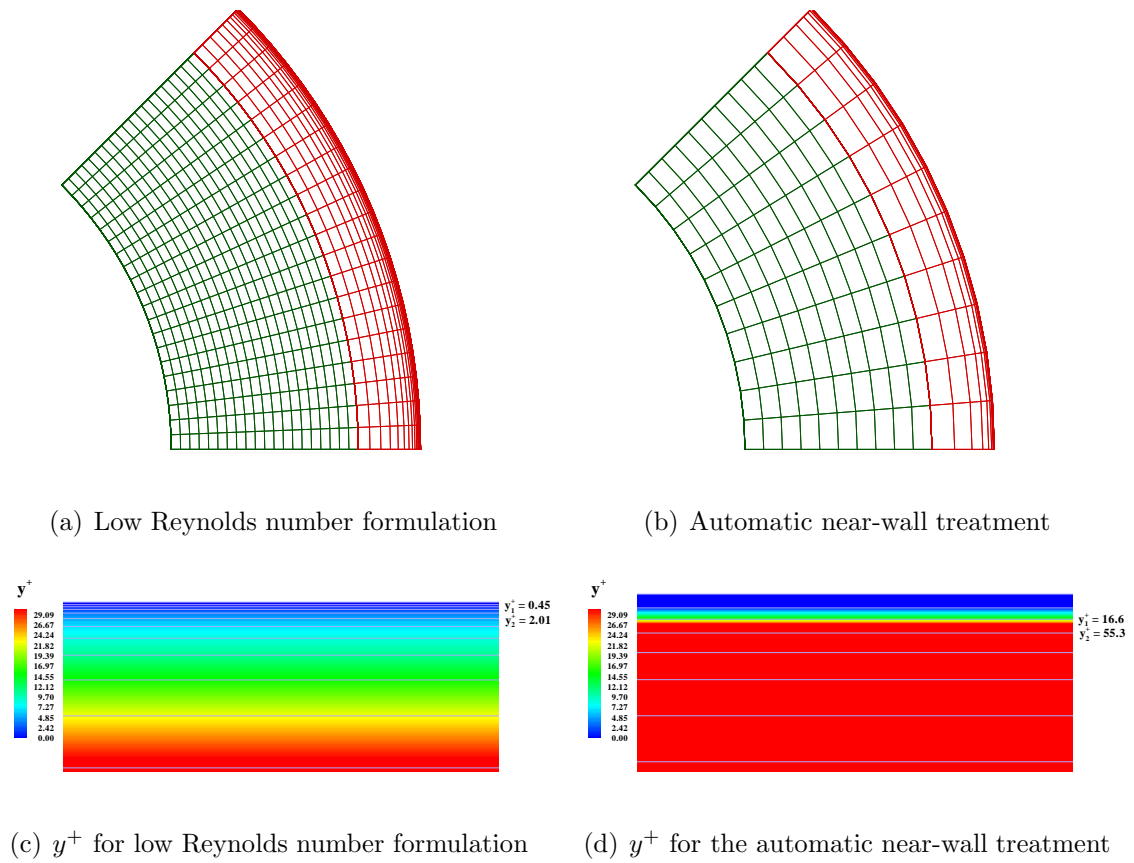 (a) Low Reynolds number formulation
(b) Automatic near-wall treatment
y+
29.09
26.67
24.24
21.82
19.39
16.97
14.55
12.12
9.70
7.27
4.85
2.42
0.00
y1+ = 0.45
y2+ = 2.01
y+
29.09
26.67
24.24
21.82
19.39
16.97
14.55
12.12
9.70
7.27
4.85
2.42
0.00
y1+ = 16.6
y2+ = 55.3
(c) y+ for low Reynolds number formulation
(d) y+ for the automatic near-wall treatment